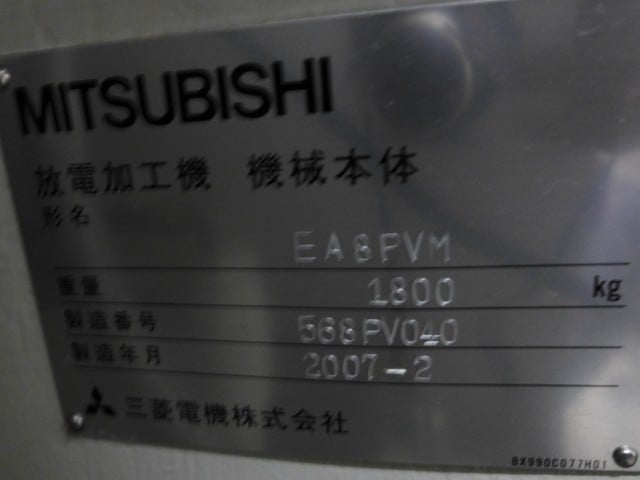 MITSUBISHI
放電加工機 機械本体
形名 EA8PVM
重量 1800 kg
製造番号 568PV040
製造年月 2007-2
三菱電機株式会社
BX990C077H01